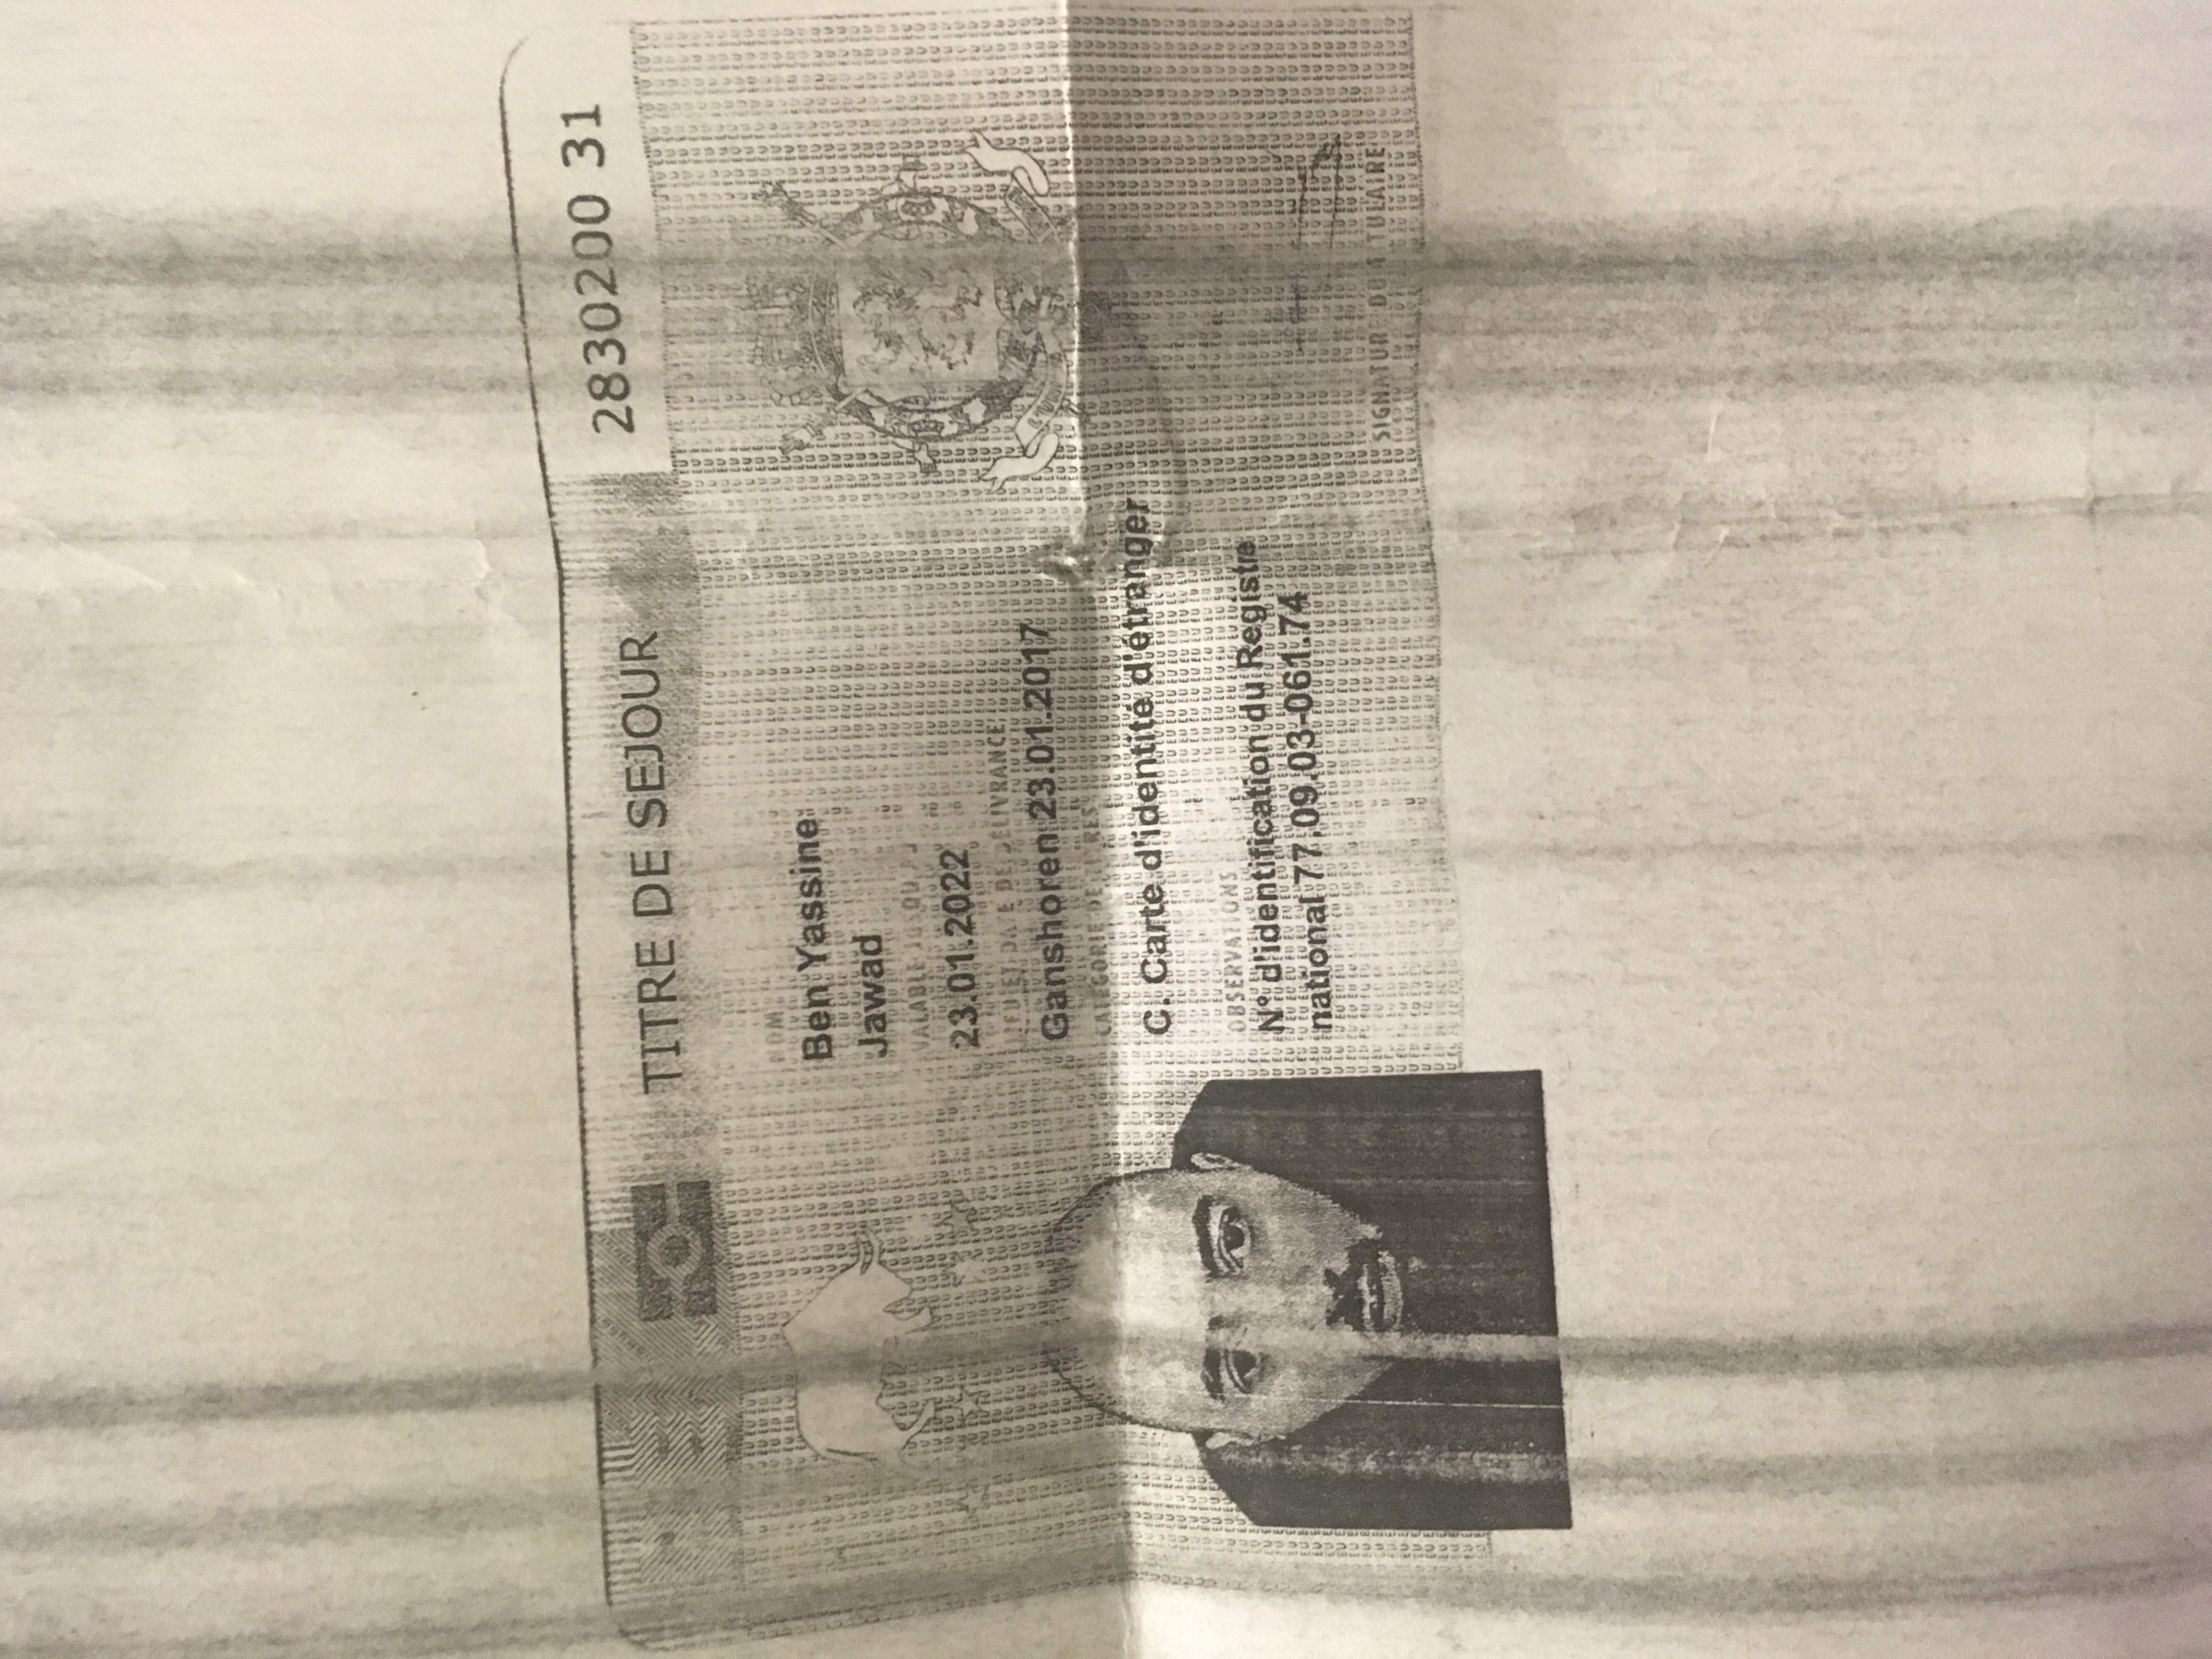 TITRE DE SEJOUR
2830200 31
NOM
Ben Yassine
Jawad
VALABLE JUSQU'AU
23.01.2022
LIEU ET DATE DE DELIVRANCE
Ganshoren 23.01.2017
CATEGORIE DE TITRES
C. Carte d'identité d'étranger
OBSERVATIONS
N° d'identification du Registre
national 77.09.03-061.74
SIGNATURE DU TITULAIRE